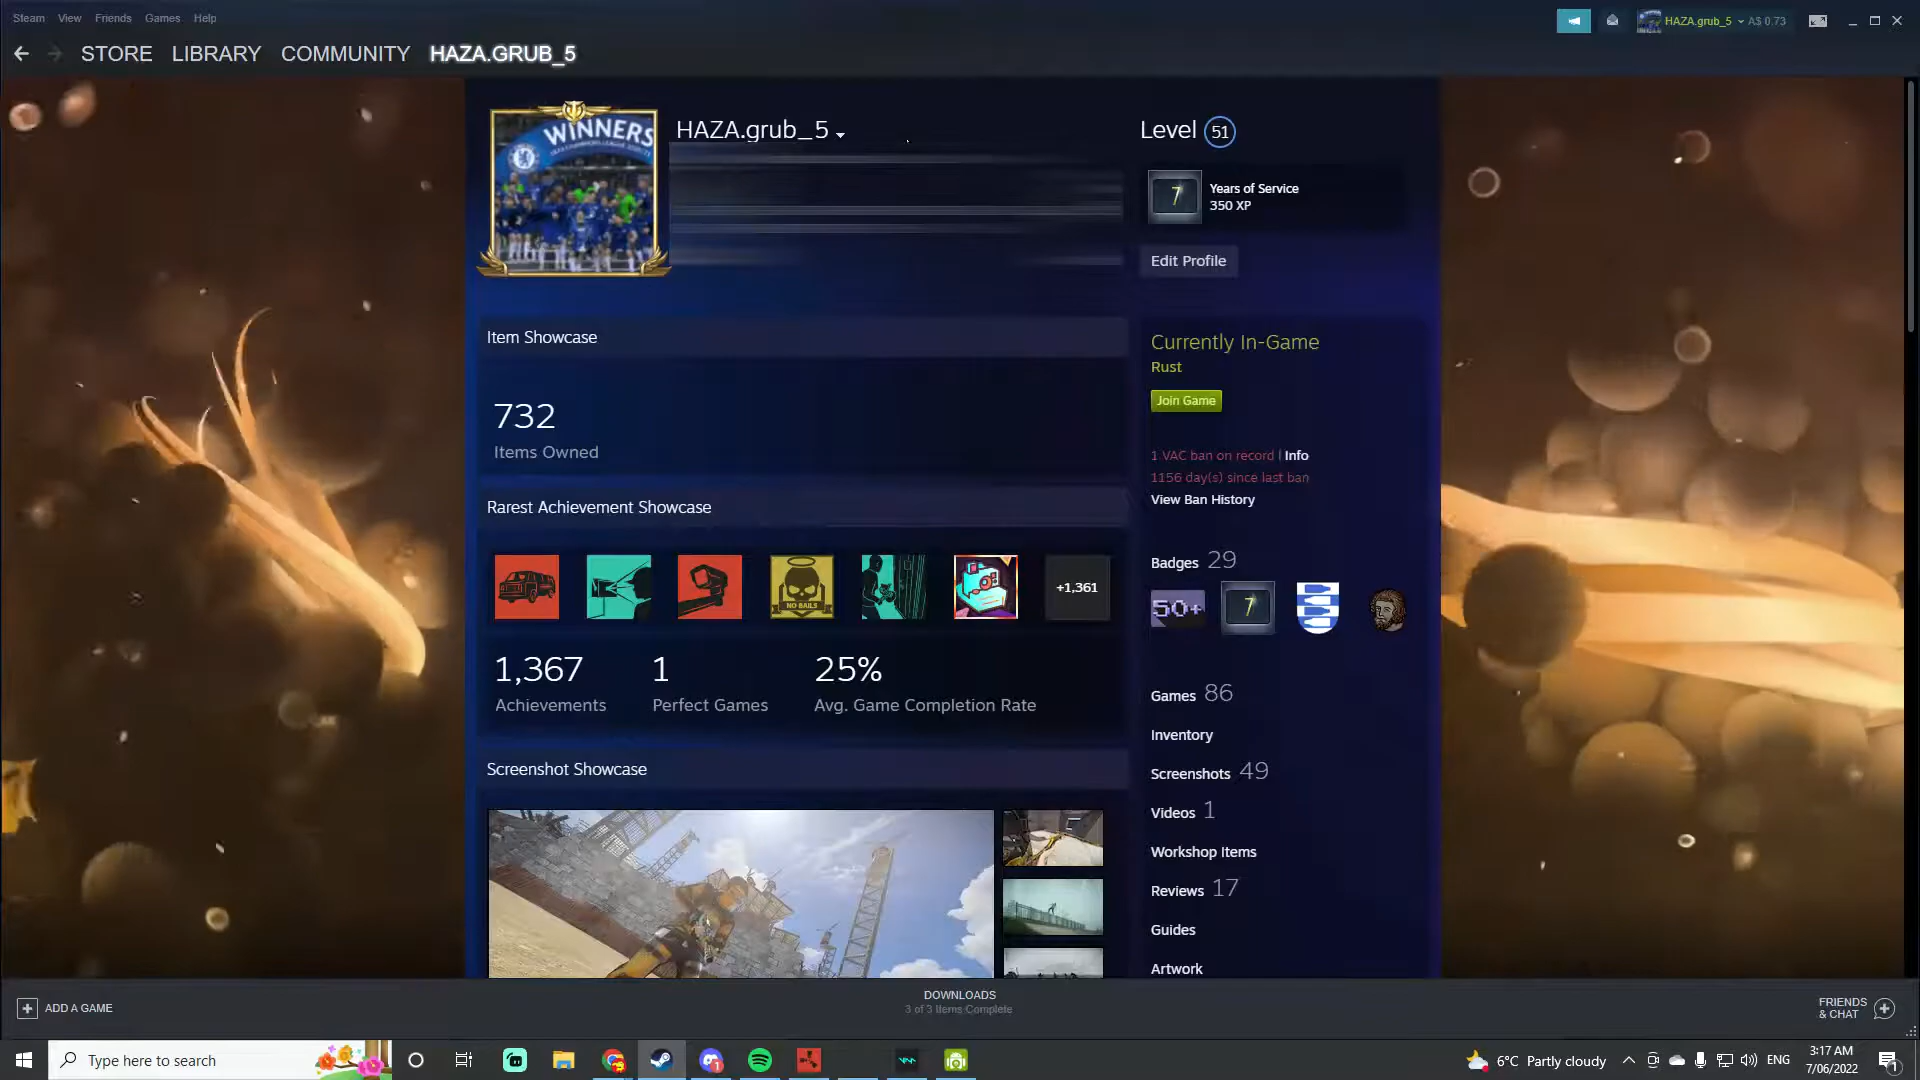 Steam View Friends Games Help
HAZA.grub_5 A$ 0.73
STORE LIBRARY COMMUNITY HAZA.GRUB_5
WINNERS
HAZA.grub_5
Level 51
7
Years of Service
350 XP
Edit Profile
Item Showcase
732
Items Owned
Currently In-Game
Rust
Join Game
1 VAC ban on record | Info
1156 day(s) since last ban
View Ban History
Rarest Achievement Showcase
NO BAILS
+1,361
1,367 1 25%
Achievements Perfect Games Avg. Game Completion Rate
Badges 29
50+ 7
Games 86
Inventory
Screenshots 49
Videos 1
Workshop Items
Reviews 17
Guides
Artwork
Screenshot Showcase
ADD A GAME
DOWNLOADS
3 of 3 Items Complete
FRIENDS
& CHAT
Type here to search
1
6°C Partly cloudy
ENG
3:17 AM
7/06/2022
1